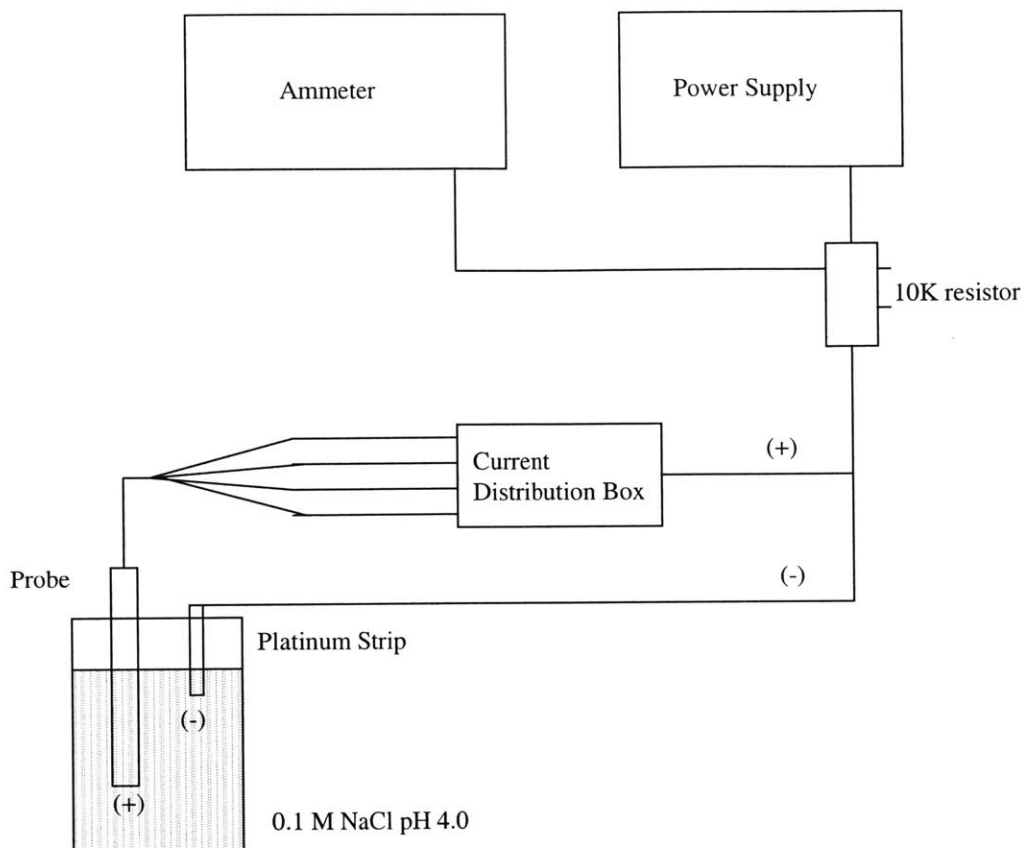 Ammeter
Power Supply
10K resistor
Current
Distribution Box
(+)
(-)
Probe
Platinum Strip
(-)
(+)
0.1 M NaCl pH 4.0